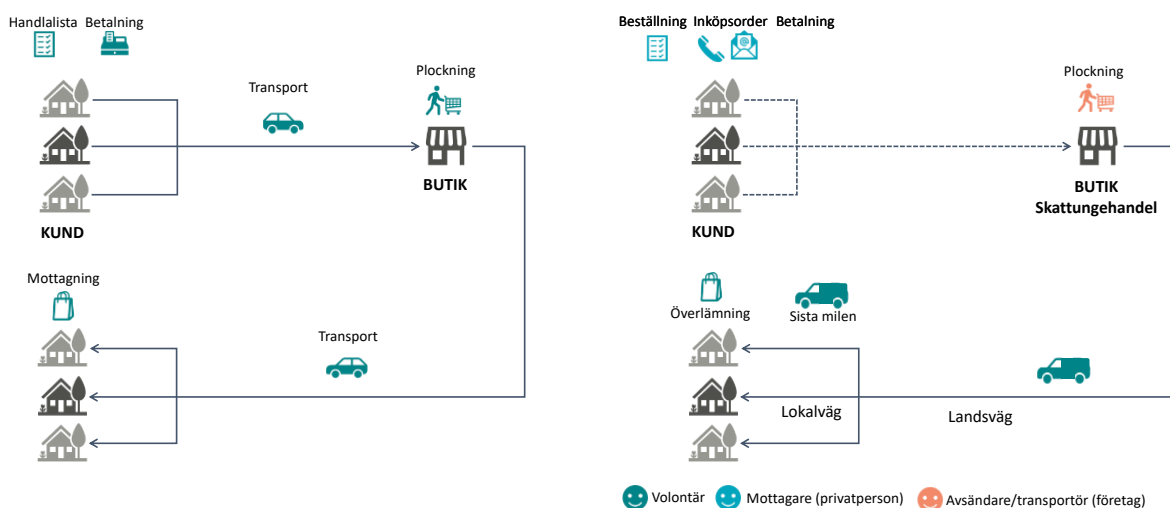 Handlalista Betalning
Transport
Plockning
BUTIK
KUND
Mottagning
Transport
Beställning Inköpsorder Betalning
Plockning
BUTIK
Skattungehandel
KUND
Överlämning
Sista milen
Lokalväg
Landsväg
Volontär
Mottagare (privatperson)
Avsändare/transportör (företag)